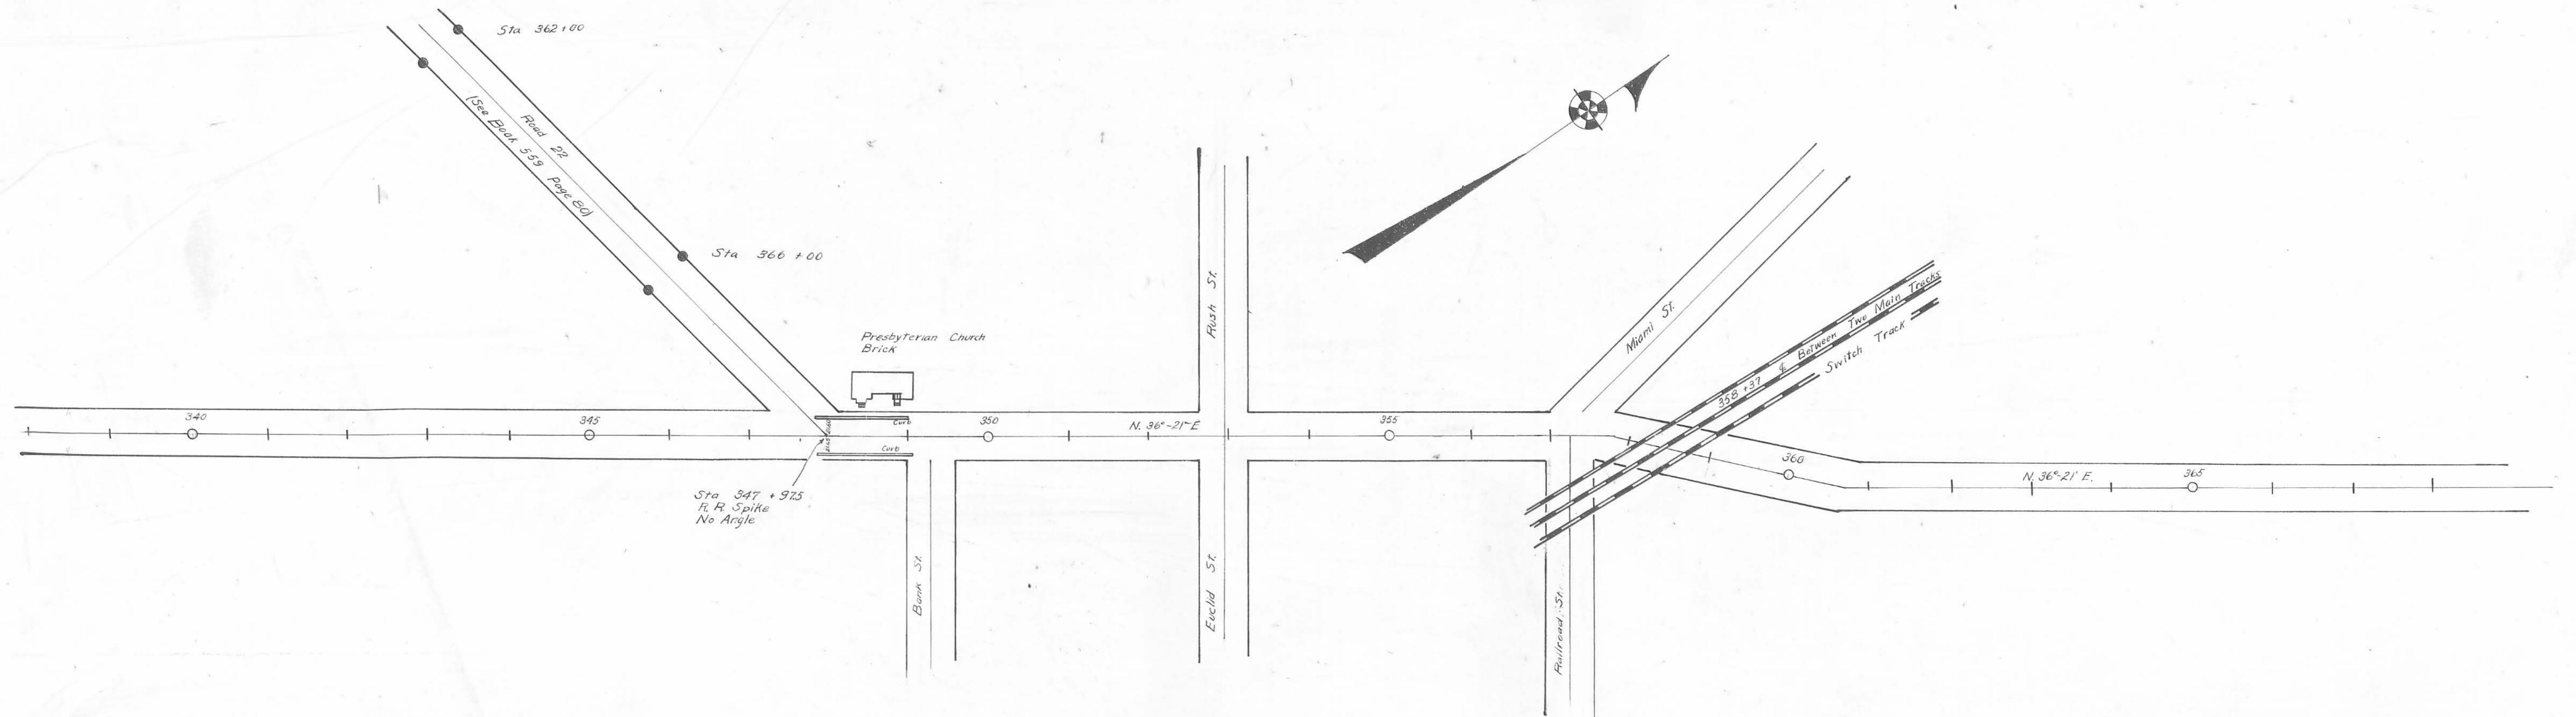 Sta 362+00
Road 22
(See Book 559 Page 80)
Sta 366 +00
Presbyterian Church
Brick
Rush St.
Miami St.
358 +37 ℄ Between Two Main Tracks
Switch Track
340
345
Curb
350
N. 36°-21' E
355
Curb
360
N. 36°-21' E.
365
Sta 347 +97.5
R. R. Spike
No Angle
Bank St.
Euclid St.
Railroad St.